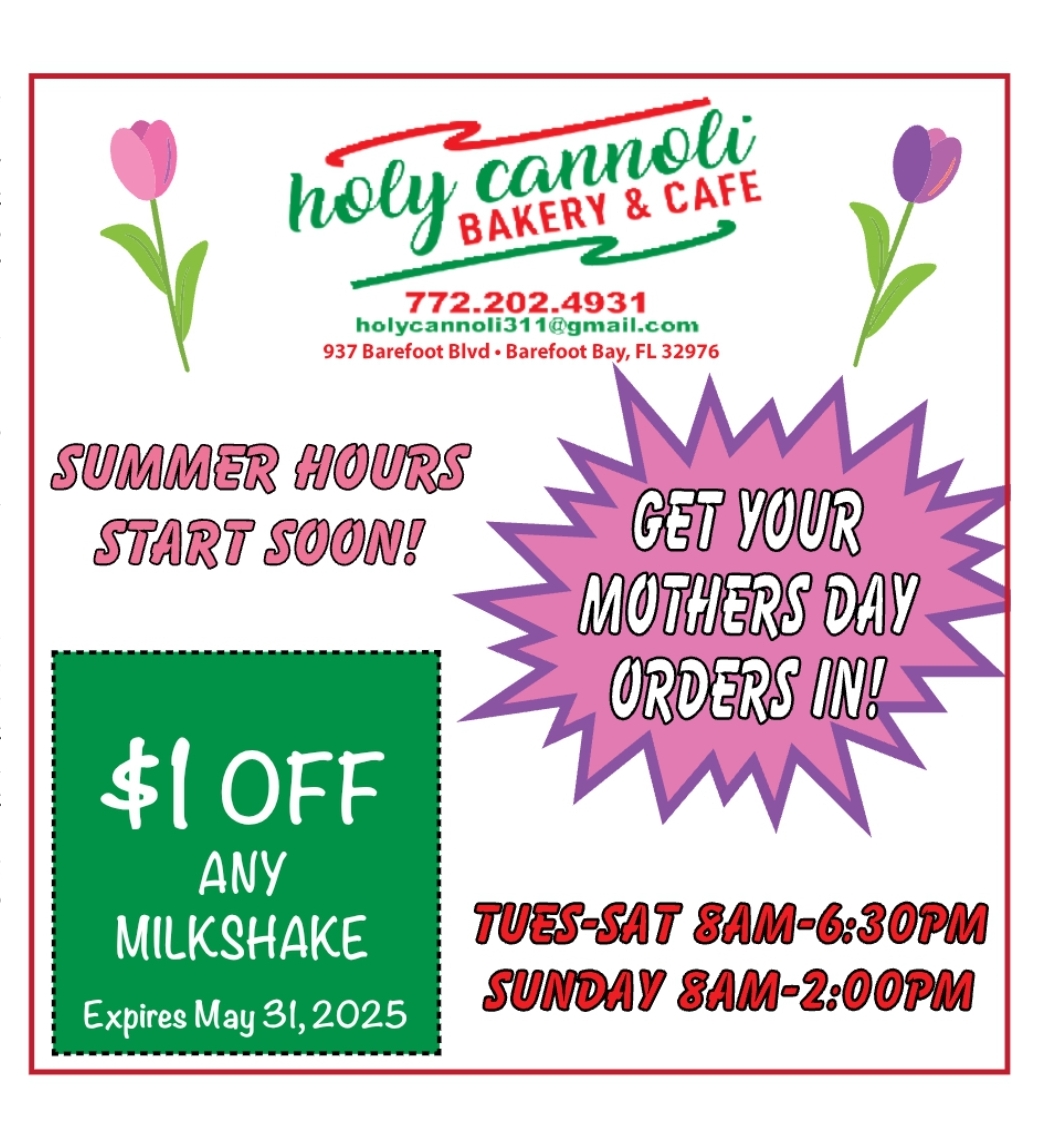 holy cannoli
BAKERY & CAFE
772.202.4931
holycannoli311@gmail.com
937 Barefoot Blvd • Barefoot Bay, FL 32976
SUMMER HOURS
START SOON!
GET YOUR
MOTHERS DAY
ORDERS IN!
$1 OFF
ANY
MILKSHAKE
Expires May 31, 2025
TUES-SAT 8AM-6:30PM
SUNDAY 8AM-2:00PM